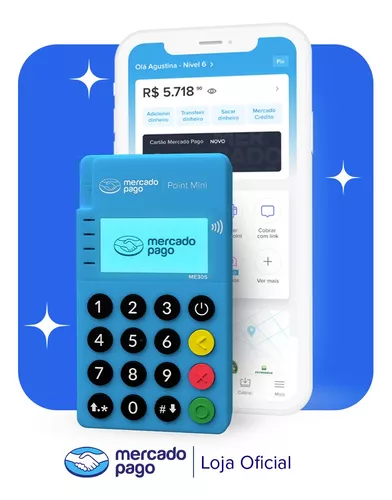 Olá Agustina - Nível 6 >
R$ 5.718 90
Adicionar dinheiro
Transferir dinheiro
Sacar dinheiro
Mercado Crédito
Cartão Mercado Pago NOVO
Cobrar com link
Ver mais
mercado pago
Point Mini
mercado pago
ME30S
1 2 3
4 5 6
7 8 9
.* 0 #
mercado pago
Loja Oficial